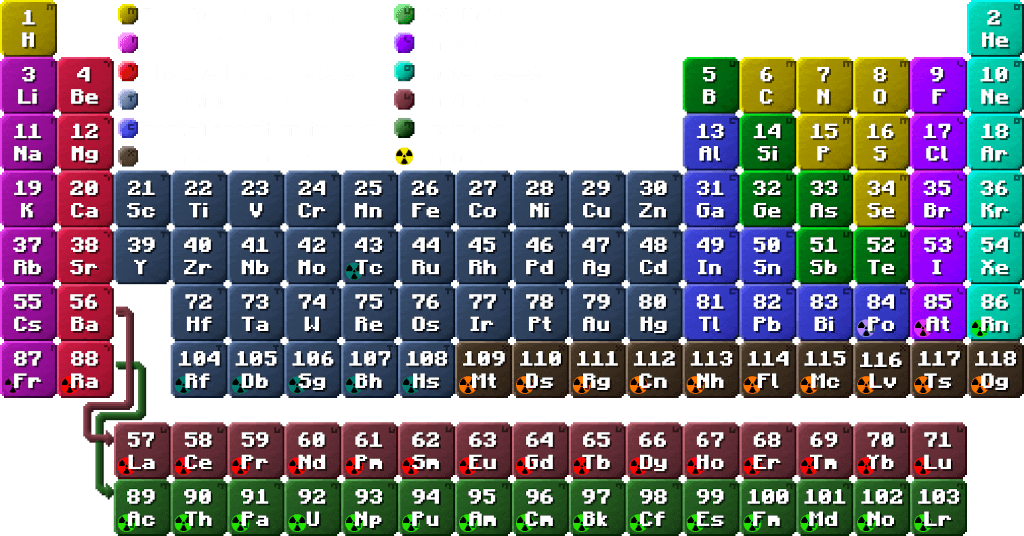 1 2
H He
3 4 5 6 7 8 9 10
Li Be B C N O F Ne
11 12 13 14 15 16 17 18
Na Mg Al Si P S Cl Ar
19 20 21 22 23 24 25 26 27 28 29 30 31 32 33 34 35 36
K Ca Sc Ti V Cr Mn Fe Co Ni Cu Zn Ga Ge As Se Br Kr
37 38 39 40 41 42 43 44 45 46 47 48 49 50 51 52 53 54
Rb Sr Y Zr Nb Mo Tc Ru Rh Pd Ag Cd In Sn Sb Te I Xe
55 56 72 73 74 75 76 77 78 79 80 81 82 83 84 85 86
Cs Ba Hf Ta W Re Os Ir Pt Au Hg Tl Pb Bi Po At Rn
87 88 104 105 106 107 108 109 110 111 112 113 114 115 116 117 118
Fr Ra Rf Db Sg Bh Hs Mt Ds Rg Cn Nh Fl Mc Lv Ts Og
57 58 59 60 61 62 63 64 65 66 67 68 69 70 71
La Ce Pr Nd Pm Sm Eu Gd Tb Dy Ho Er Tm Yb Lu
89 90 91 92 93 94 95 96 97 98 99 100 101 102 103
Ac Th Pa U Np Pu Am Cm Bk Cf Es Fm Md No Lr